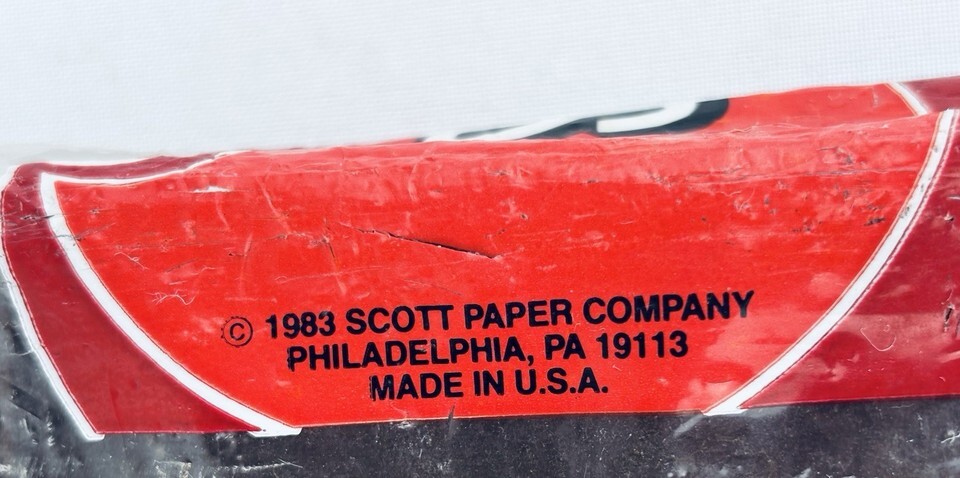 © 1983 SCOTT PAPER COMPANY
PHILADELPHIA, PA 19113
MADE IN U.S.A.